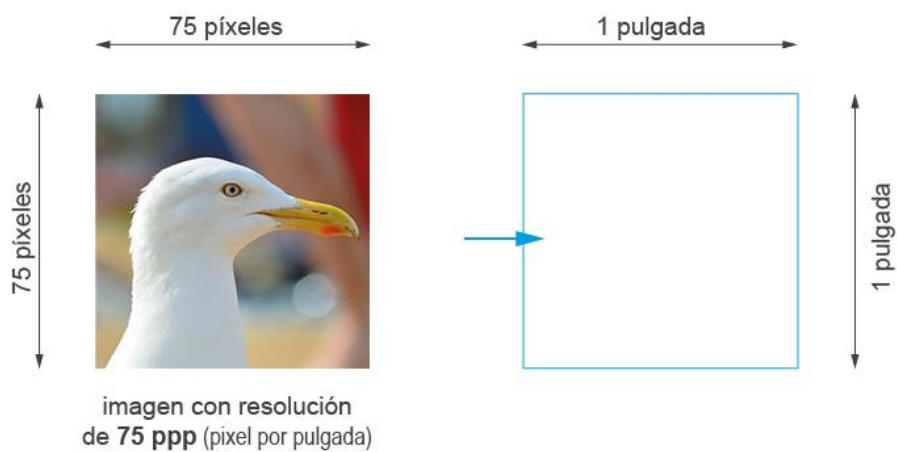 75 píxeles
1 pulgada
75 píxeles
1 pulgada
imagen con resolución
de 75 ppp (pixel por pulgada)